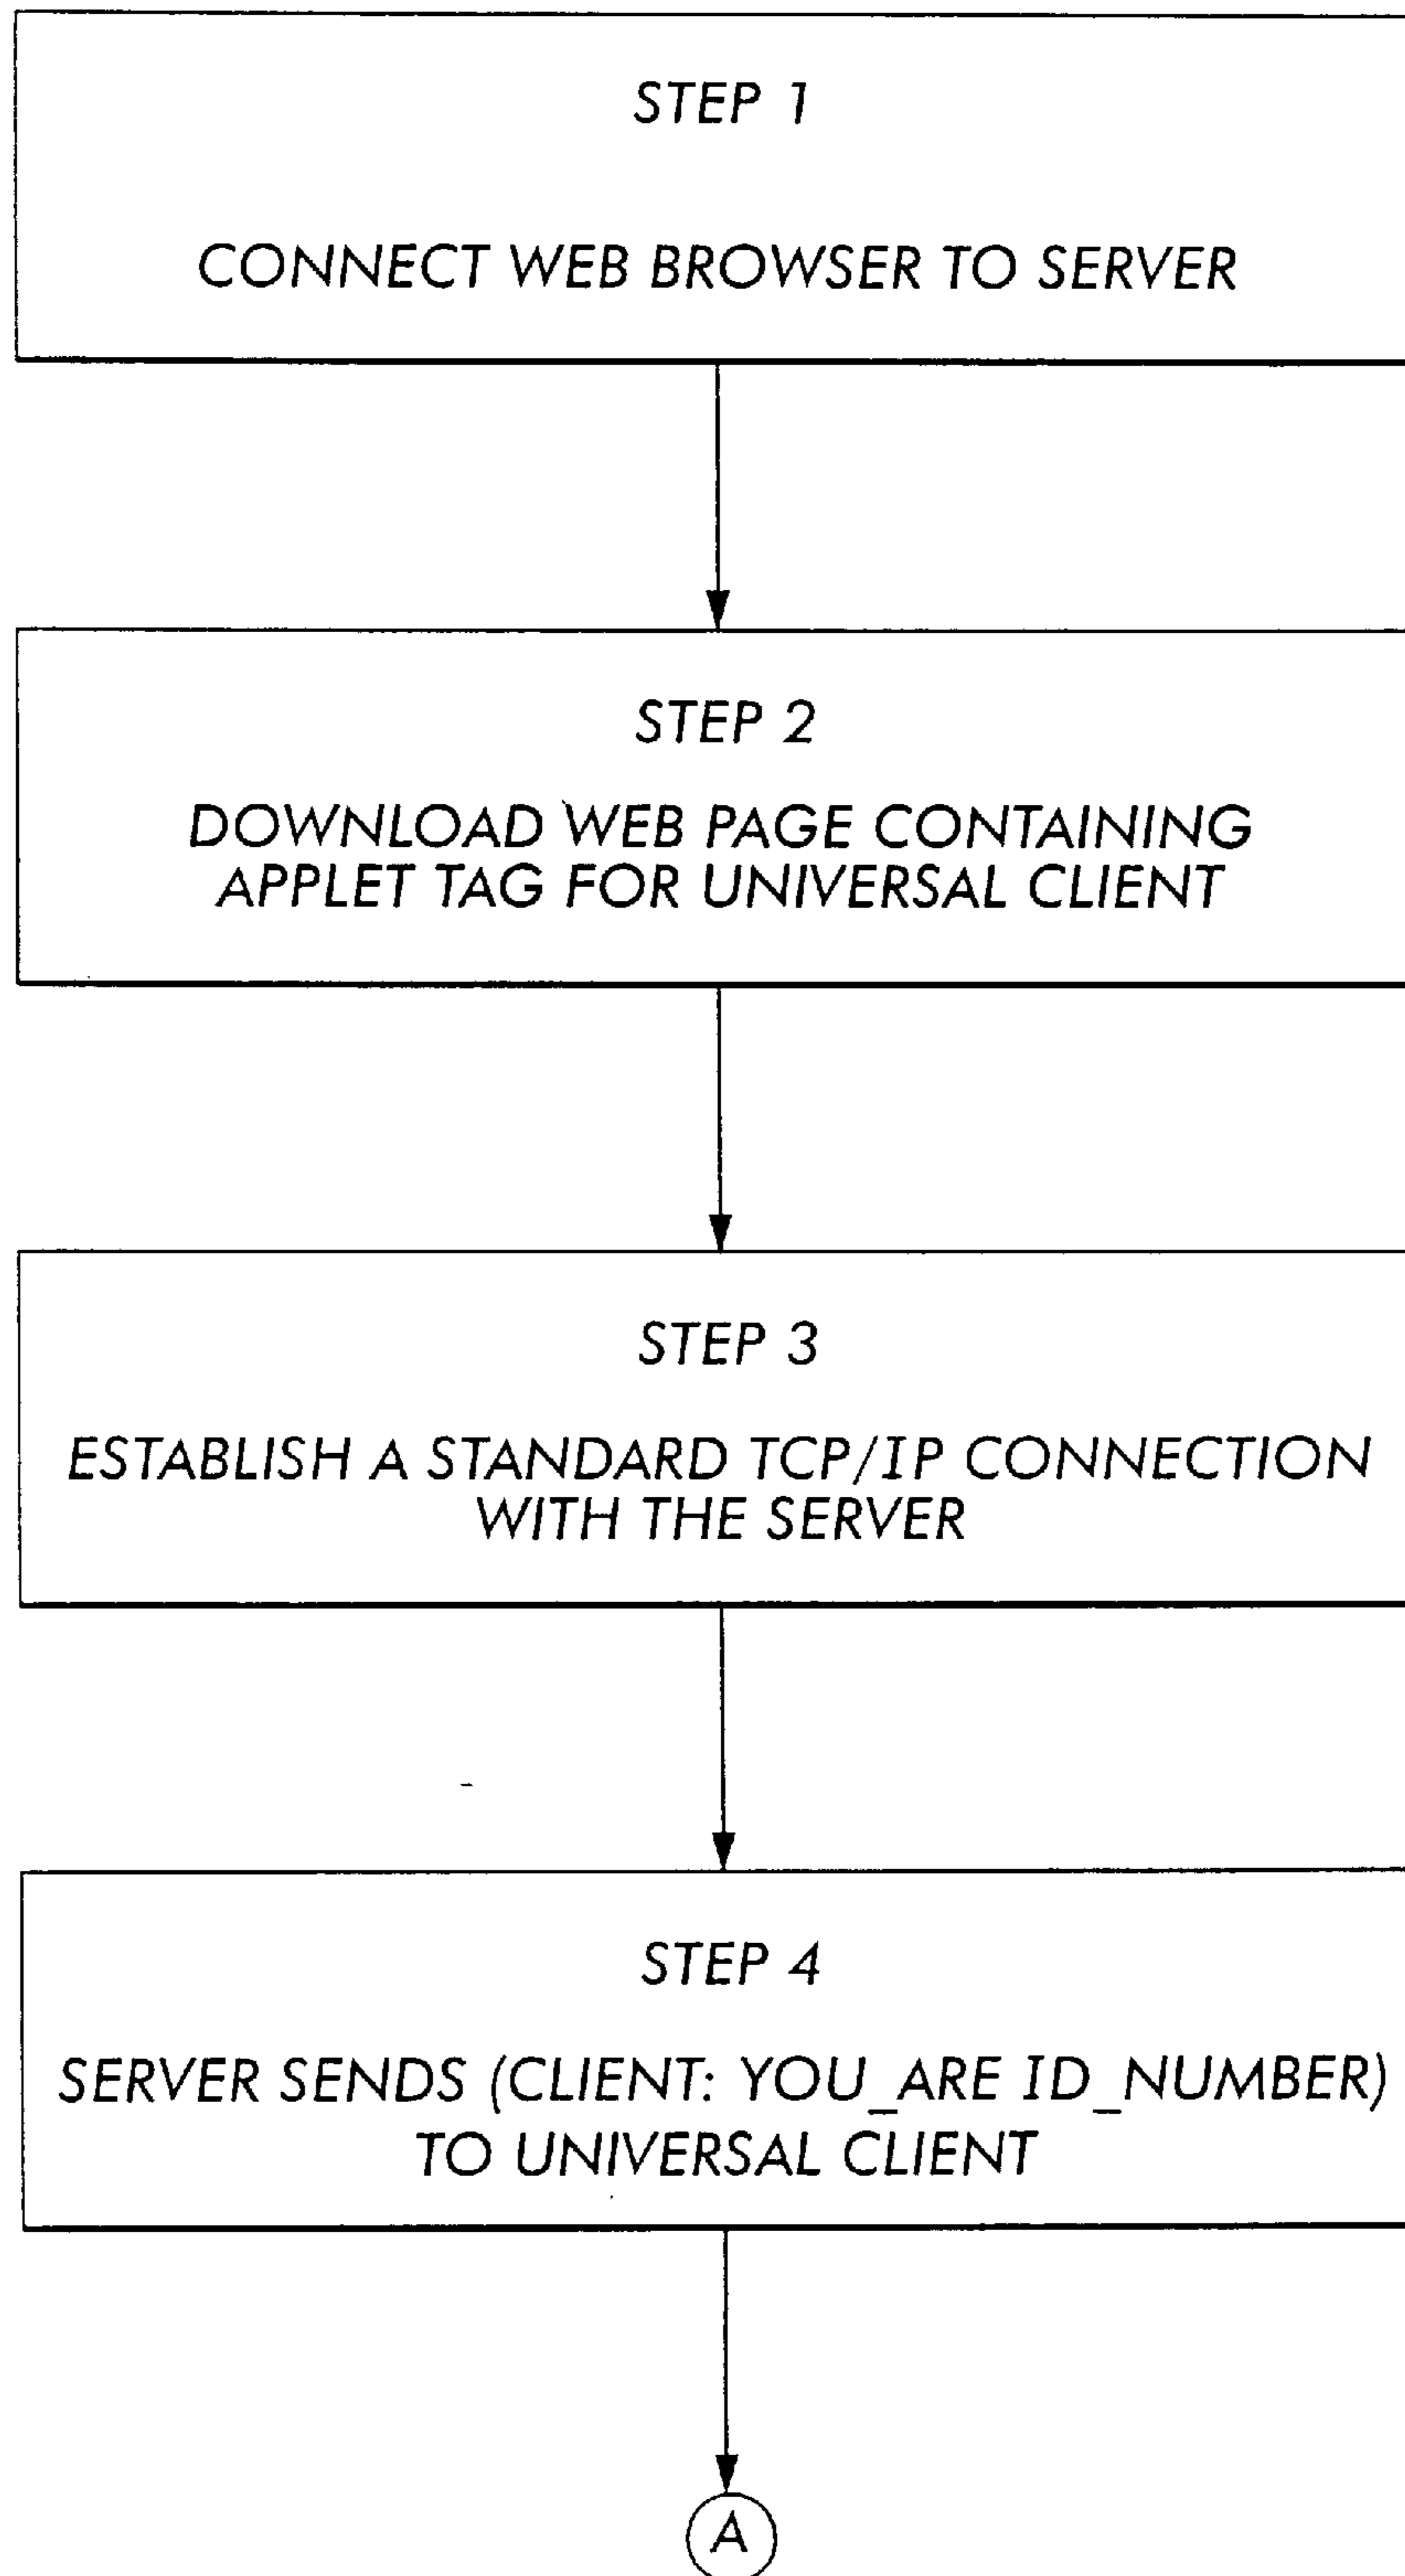 STEP 1
CONNECT WEB BROWSER TO SERVER
STEP 2
DOWNLOAD WEB PAGE CONTAINING
APPLET TAG FOR UNIVERSAL CLIENT
STEP 3
ESTABLISH A STANDARD TCP/IP CONNECTION
WITH THE SERVER
STEP 4
SERVER SENDS (CLIENT: YOU_ARE ID_NUMBER)
TO UNIVERSAL CLIENT
A